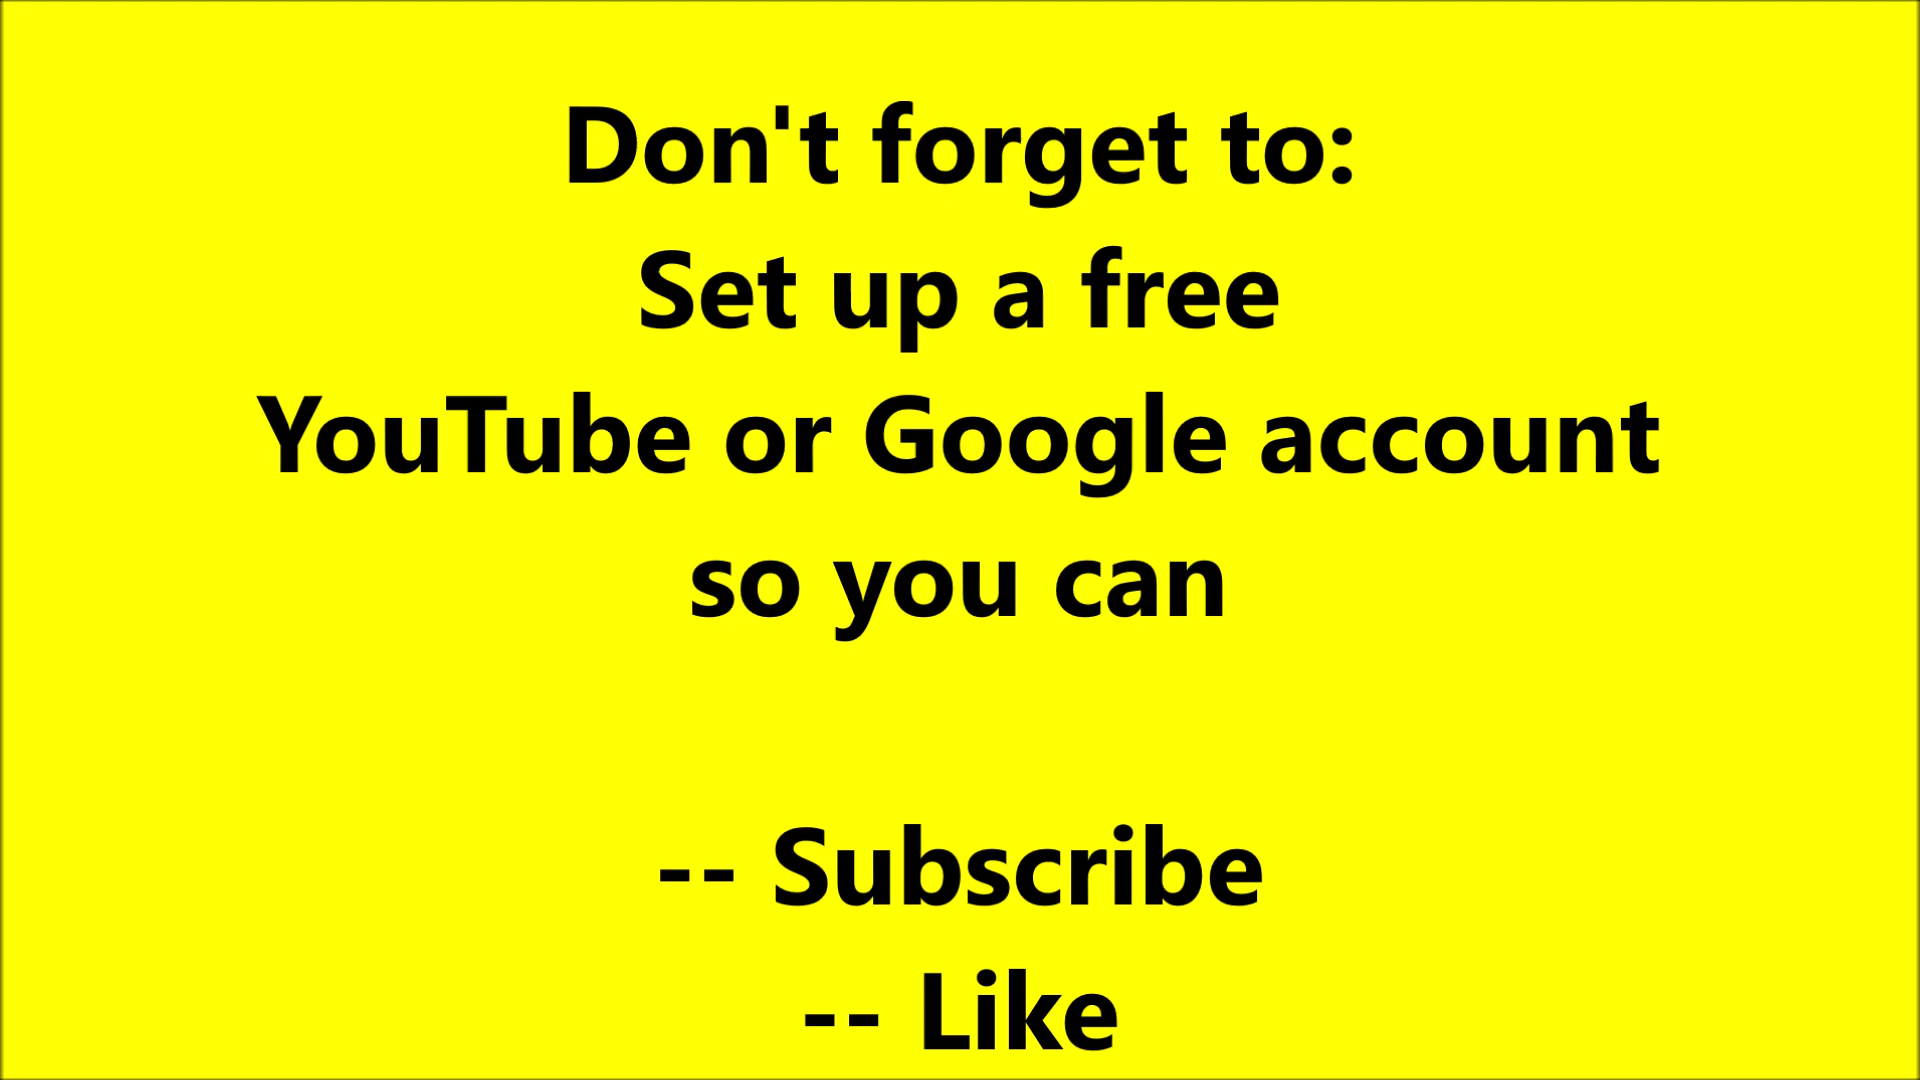 Don't forget to:
Set up a free
YouTube or Google account
so you can
-- Subscribe
-- Like